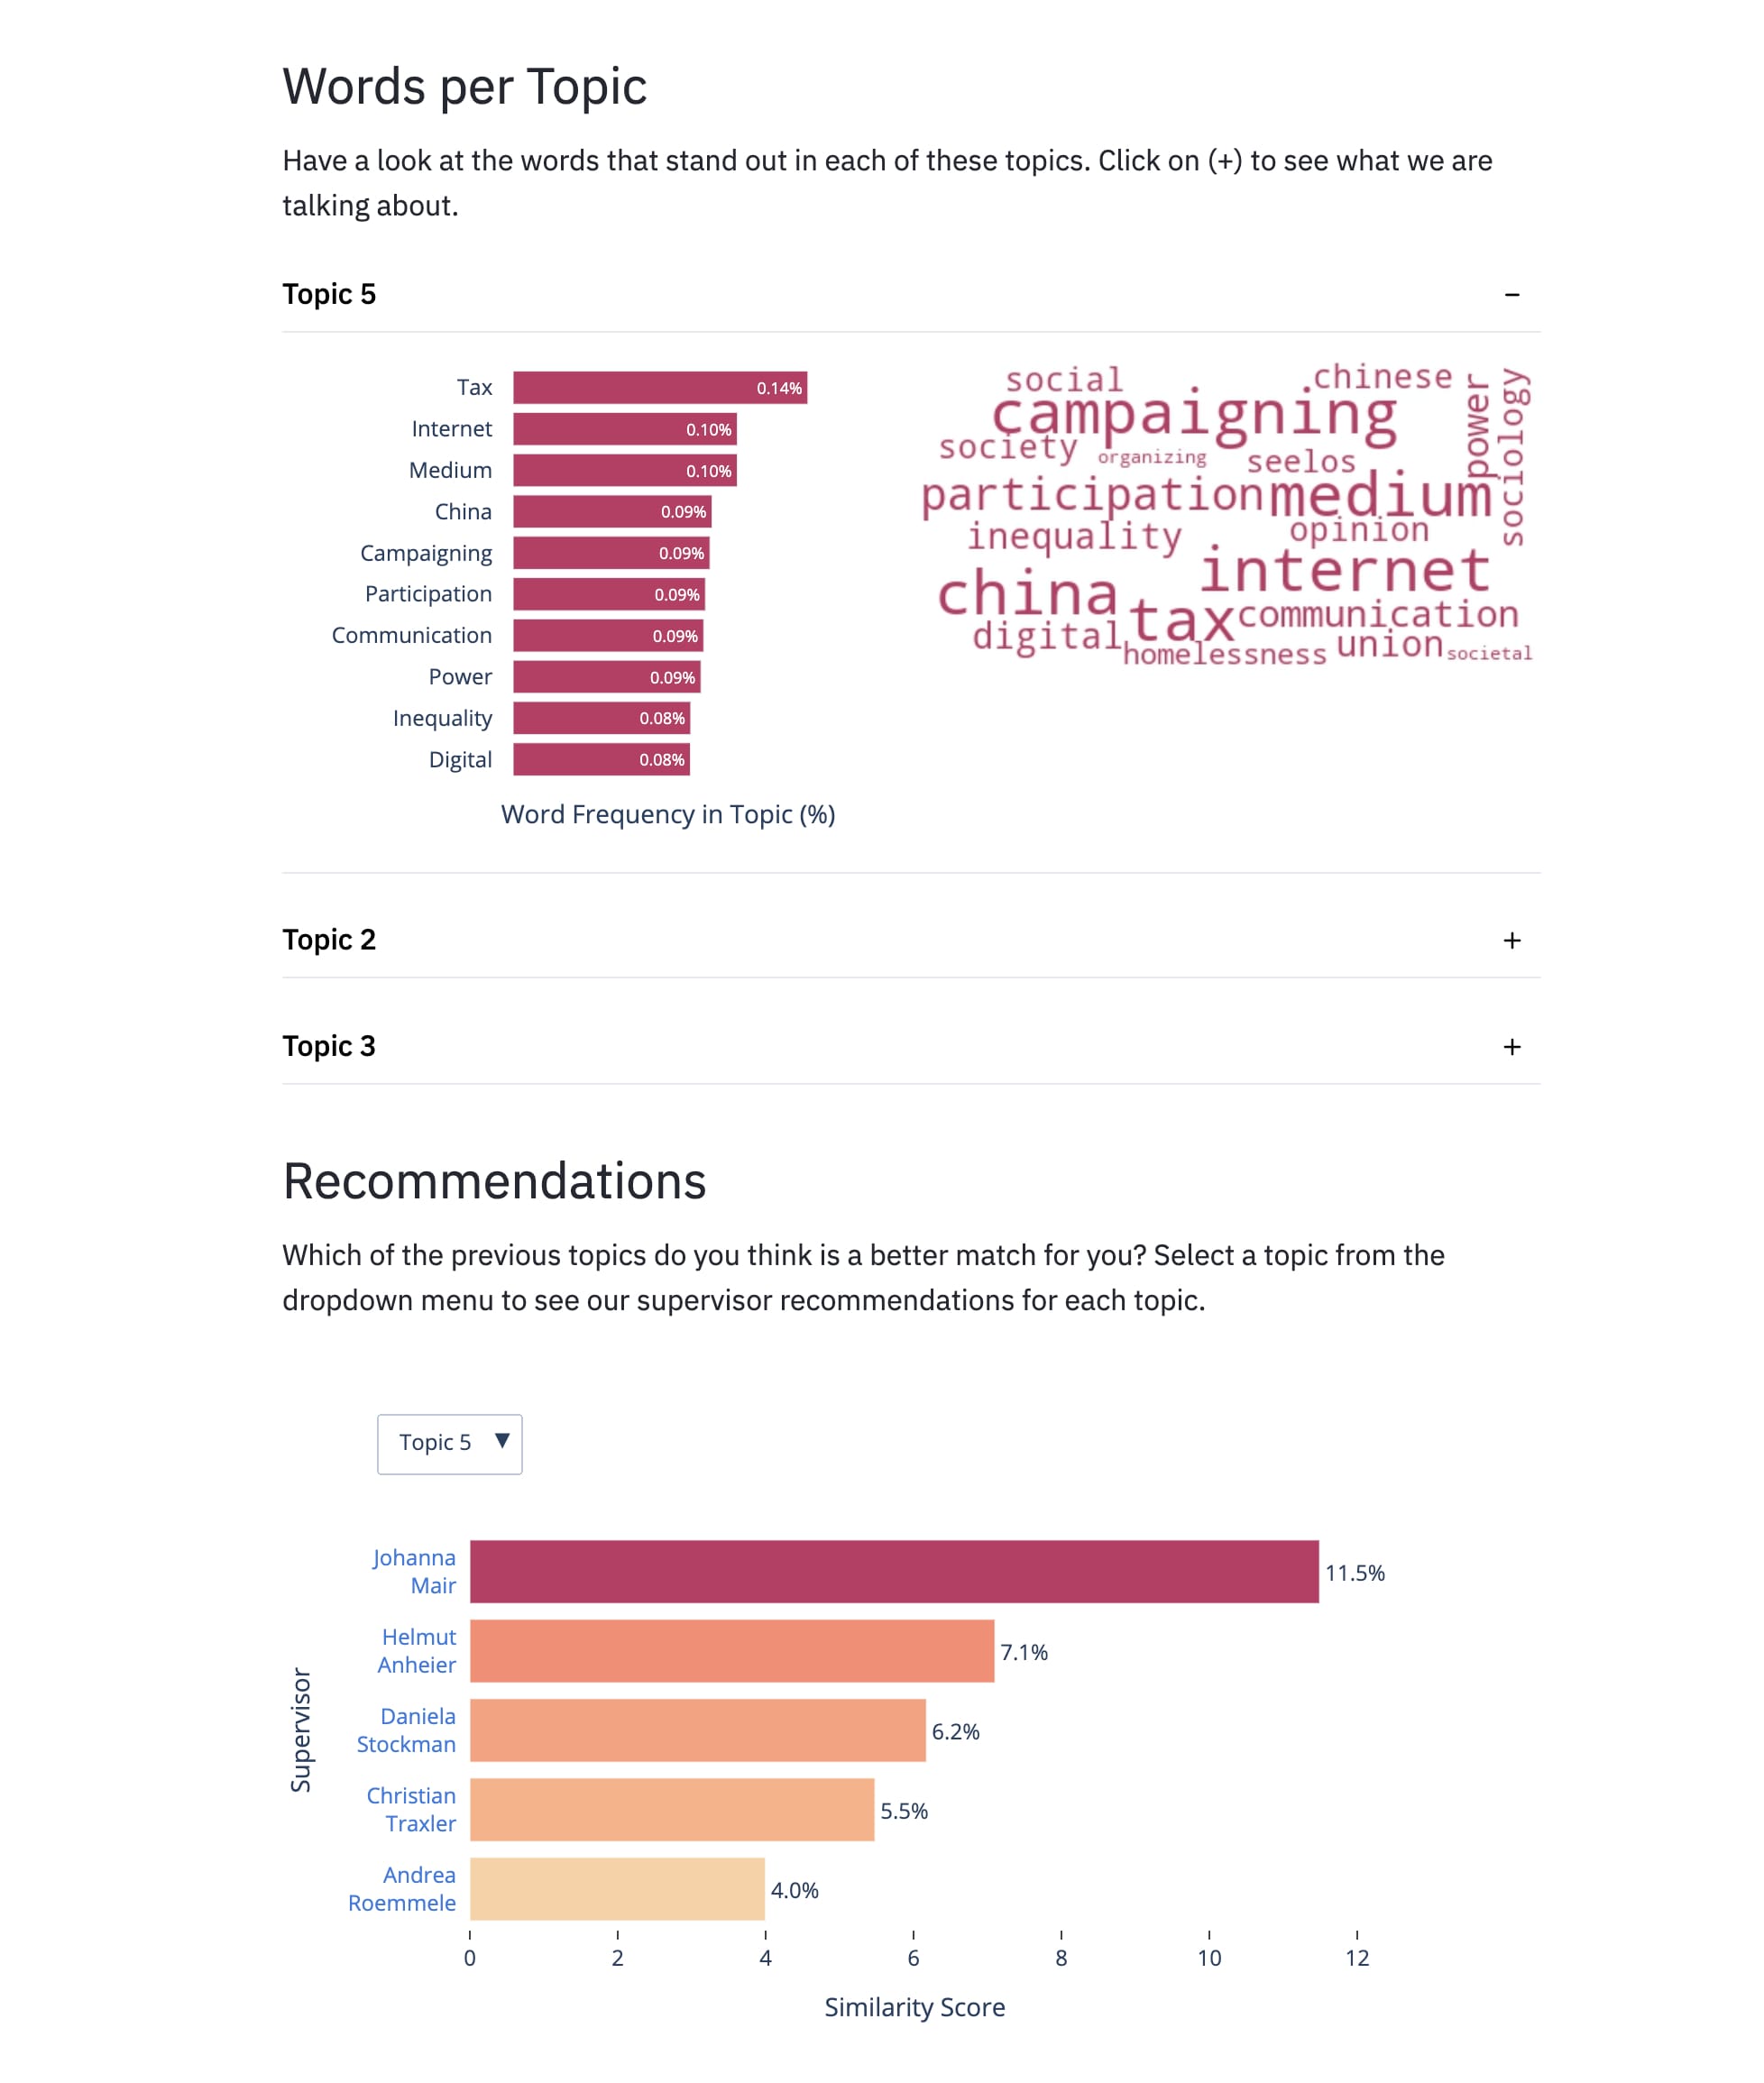 Words per Topic
Have a look at the words that stand out in each of these topics. Click on (+) to see what we are
talking about.
Topic 5 −
Tax 0.14%
Internet 0.10%
Medium 0.10%
China 0.09%
Campaigning 0.09%
Participation 0.09%
Communication 0.09%
Power 0.09%
Inequality 0.08%
Digital 0.08%
Word Frequency in Topic (%)
social
chinese
campaigning
power
sociology
society
organizing
seelos
participation
medium
inequality
opinion
internet
china
tax
communication
digital
homelessness
union
societal
Topic 2 +
Topic 3 +
Recommendations
Which of the previous topics do you think is a better match for you? Select a topic from the
dropdown menu to see our supervisor recommendations for each topic.
Topic 5 ▼
Supervisor
Johanna
Mair
11.5%
Helmut
Anheier
7.1%
Daniela
Stockman
6.2%
Christian
Traxler
5.5%
Andrea
Roemmele
4.0%
0 2 4 6 8 10 12
Similarity Score